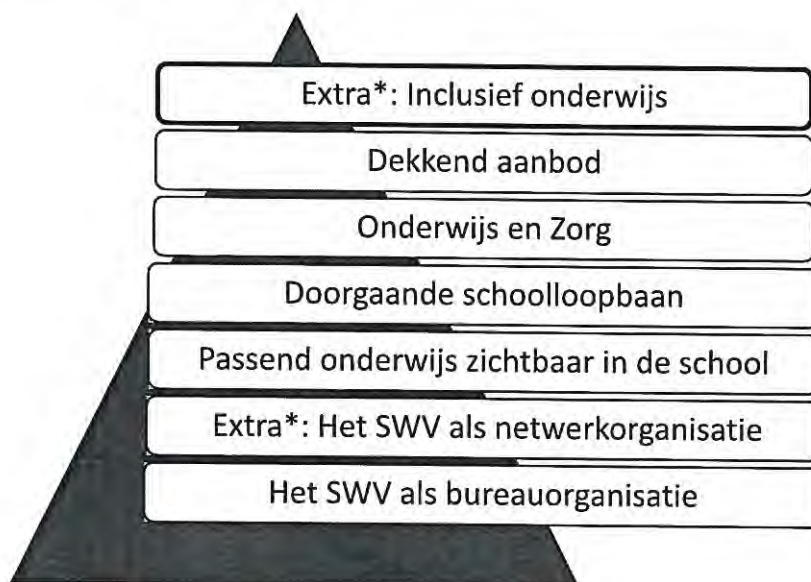 Extra*: Inclusief onderwijs
Dekkend aanbod
Onderwijs en Zorg
Doorgaande schoolloopbaan
Passend onderwijs zichtbaar in de school
Extra*: Het SWV als netwerkorganisatie
Het SWV als bureauorganisatie